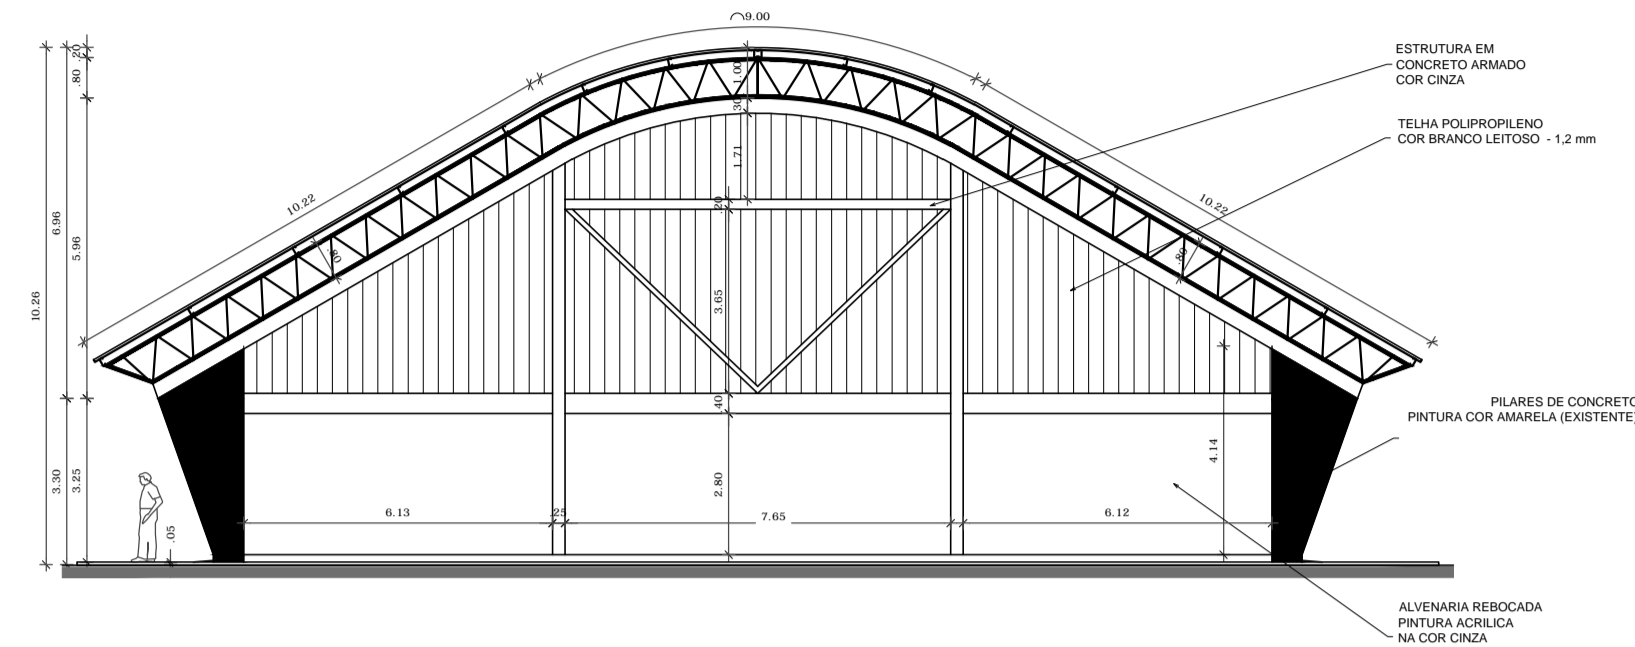 9.00
ESTRUTURA EM
CONCRETO ARMADO
COR CINZA
.20
.80
1.00
.30
TELHA POLIPROPILENO
COR BRANCO LEITOSO - 1,2 mm
1.71
10.22
10.22
.20
6.96
5.96
.80
.80
10.26
3.65
.40
PILARES DE CONCRETO
PINTURA COR AMARELA (EXISTENTE)
4.14
3.30
3.25
2.80
6.13
.25
7.65
6.12
.05
ALVENARIA REBOCADA
PINTURA ACRILICA
NA COR CINZA